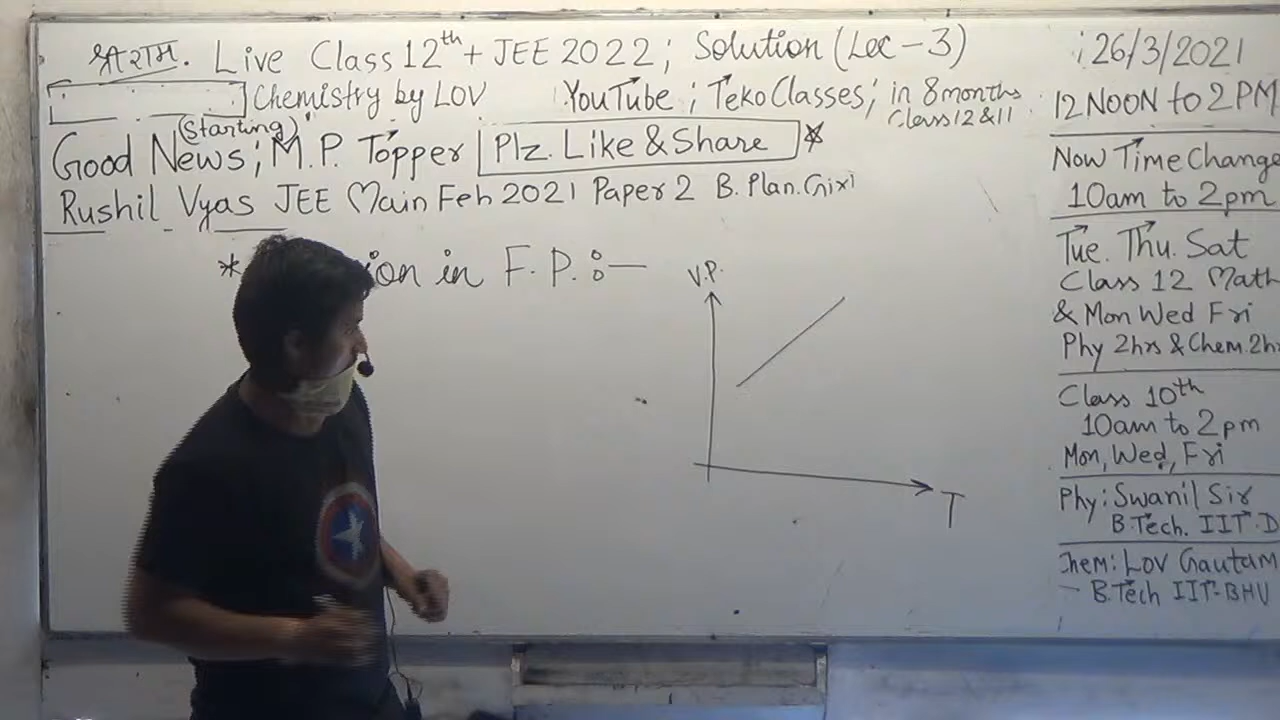 श्री राम. Live Class 12th + JEE 2022; Solution (Lec - 3)
Chemistry by LOV YouTube; TekoClasses; in 8 months
Class 12 & 11
(Starting)
Good News; M.P. Topper Plz. Like & Share *
Rushil Vyas JEE Main Feb 2021 Paper 2 B. Plan.
* ion in F. P. :-
V.P.
T
26/3/2021
12 NOON to 2 PM
Now Time Change
10am to 2pm
Tue. Thu. Sat
Class 12 Math
& Mon Wed Fri
Phy 2hrs & Chem. 2h
Class 10th
10am to 2pm
Mon, Wed, Fri
Phy: Swanil Sir
B.Tech. IIT-D
Chem: Lov Gautam
- B.Tech IIT-BHU